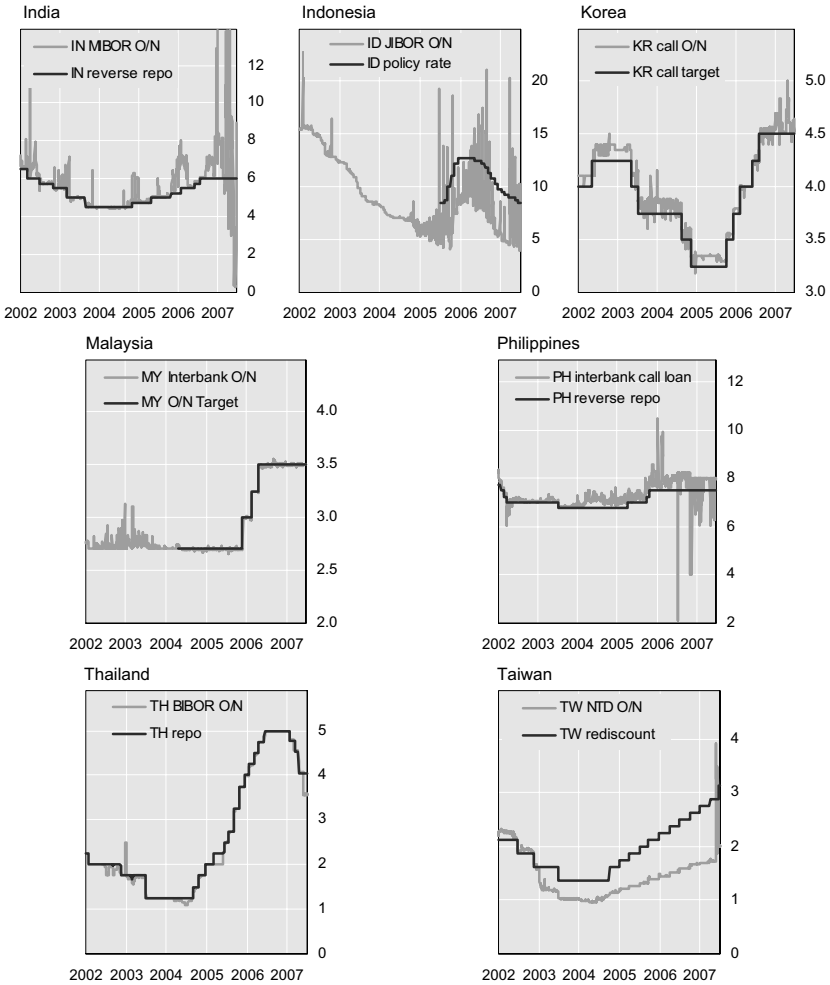 India
IN MIBOR O/N
IN reverse repo
12
10
8
6
4
2
0
2002 2003 2004 2005 2006 2007
Indonesia
ID JIBOR O/N
ID policy rate
20
15
10
5
0
2002 2003 2004 2005 2006 2007
Korea
KR call O/N
KR call target
5.0
4.5
4.0
3.5
3.0
2002 2003 2004 2005 2006 2007
Malaysia
MY Interbank O/N
MY O/N Target
4.0
3.5
3.0
2.5
2.0
2002 2003 2004 2005 2006 2007
Philippines
PH interbank call loan
PH reverse repo
12
10
8
6
4
2
2002 2003 2004 2005 2006 2007
Thailand
TH BIBOR O/N
TH repo
5
4
3
2
1
0
2002 2003 2004 2005 2006 2007
Taiwan
TW NTD O/N
TW rediscount
4
3
2
1
0
2002 2003 2004 2005 2006 2007